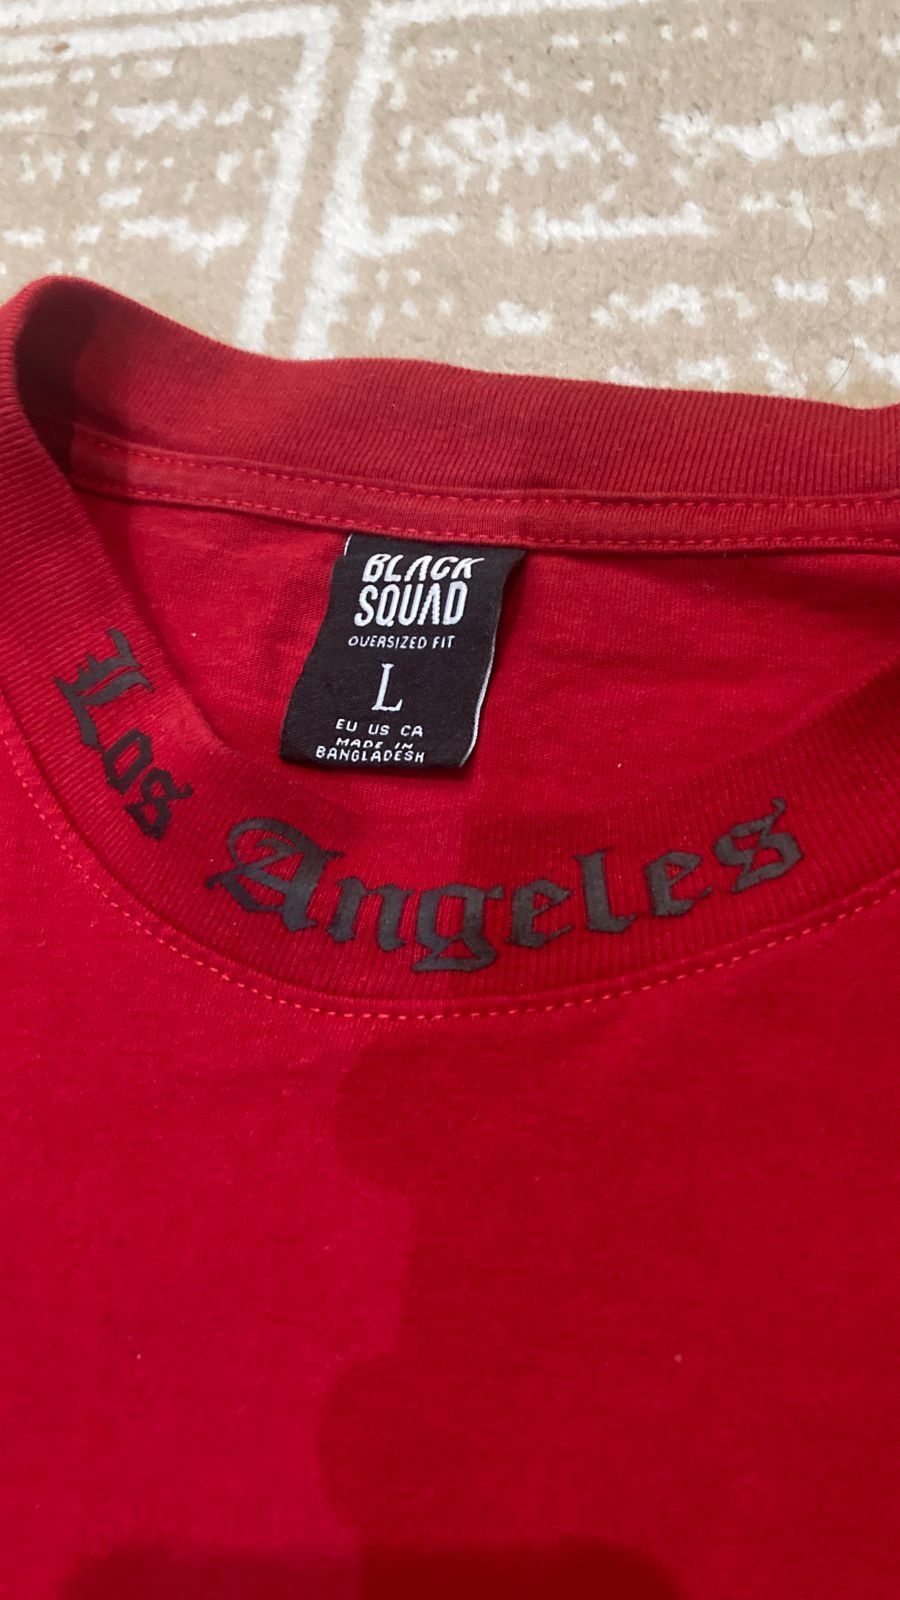 BLACK
SQUAD
OVERSIZED FIT
L
EU US CA
MADE IN
BANGLADESH
Los Angeles